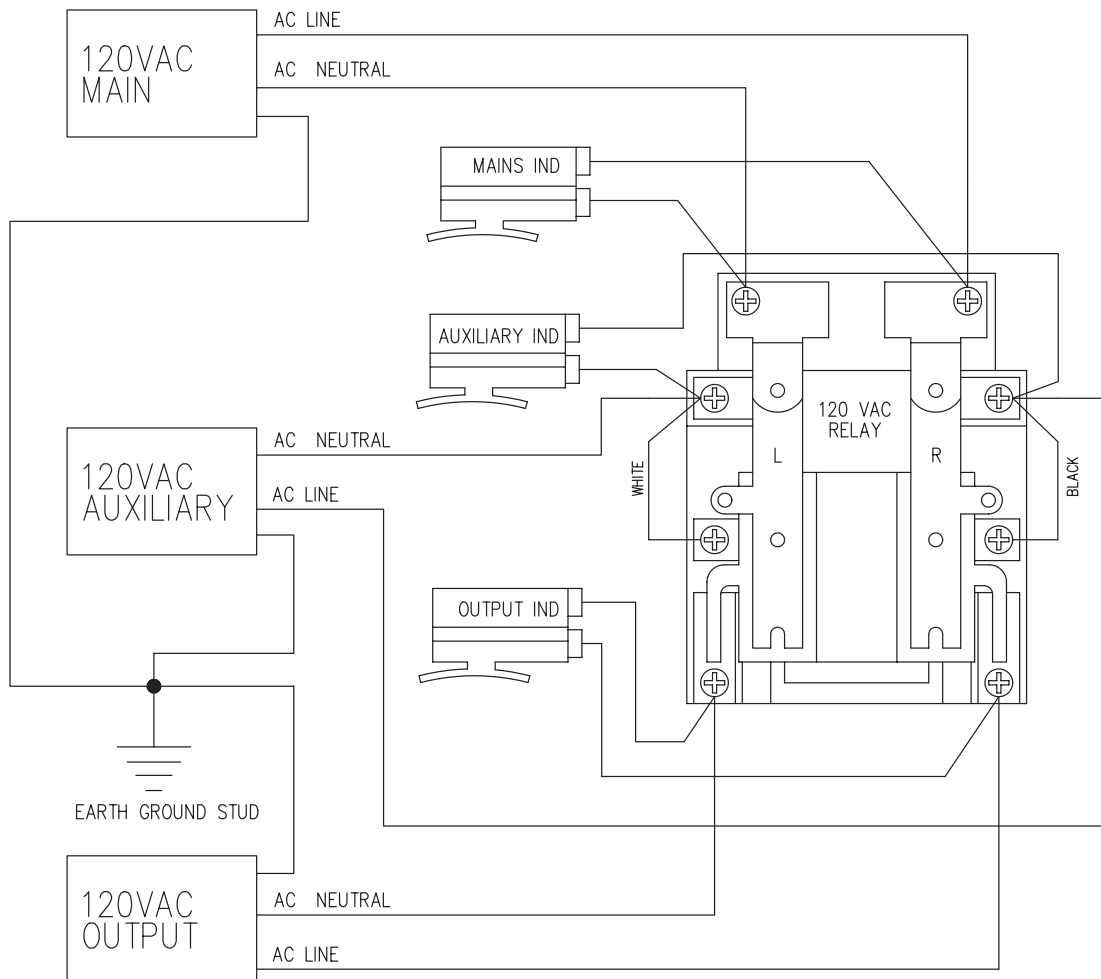 AC LINE
120VAC
MAIN
AC NEUTRAL
MAINS IND
AUXILIARY IND
120 VAC
RELAY
L
R
WHITE
BLACK
AC NEUTRAL
120VAC
AUXILIARY
AC LINE
OUTPUT IND
EARTH GROUND STUD
120VAC
OUTPUT
AC NEUTRAL
AC LINE